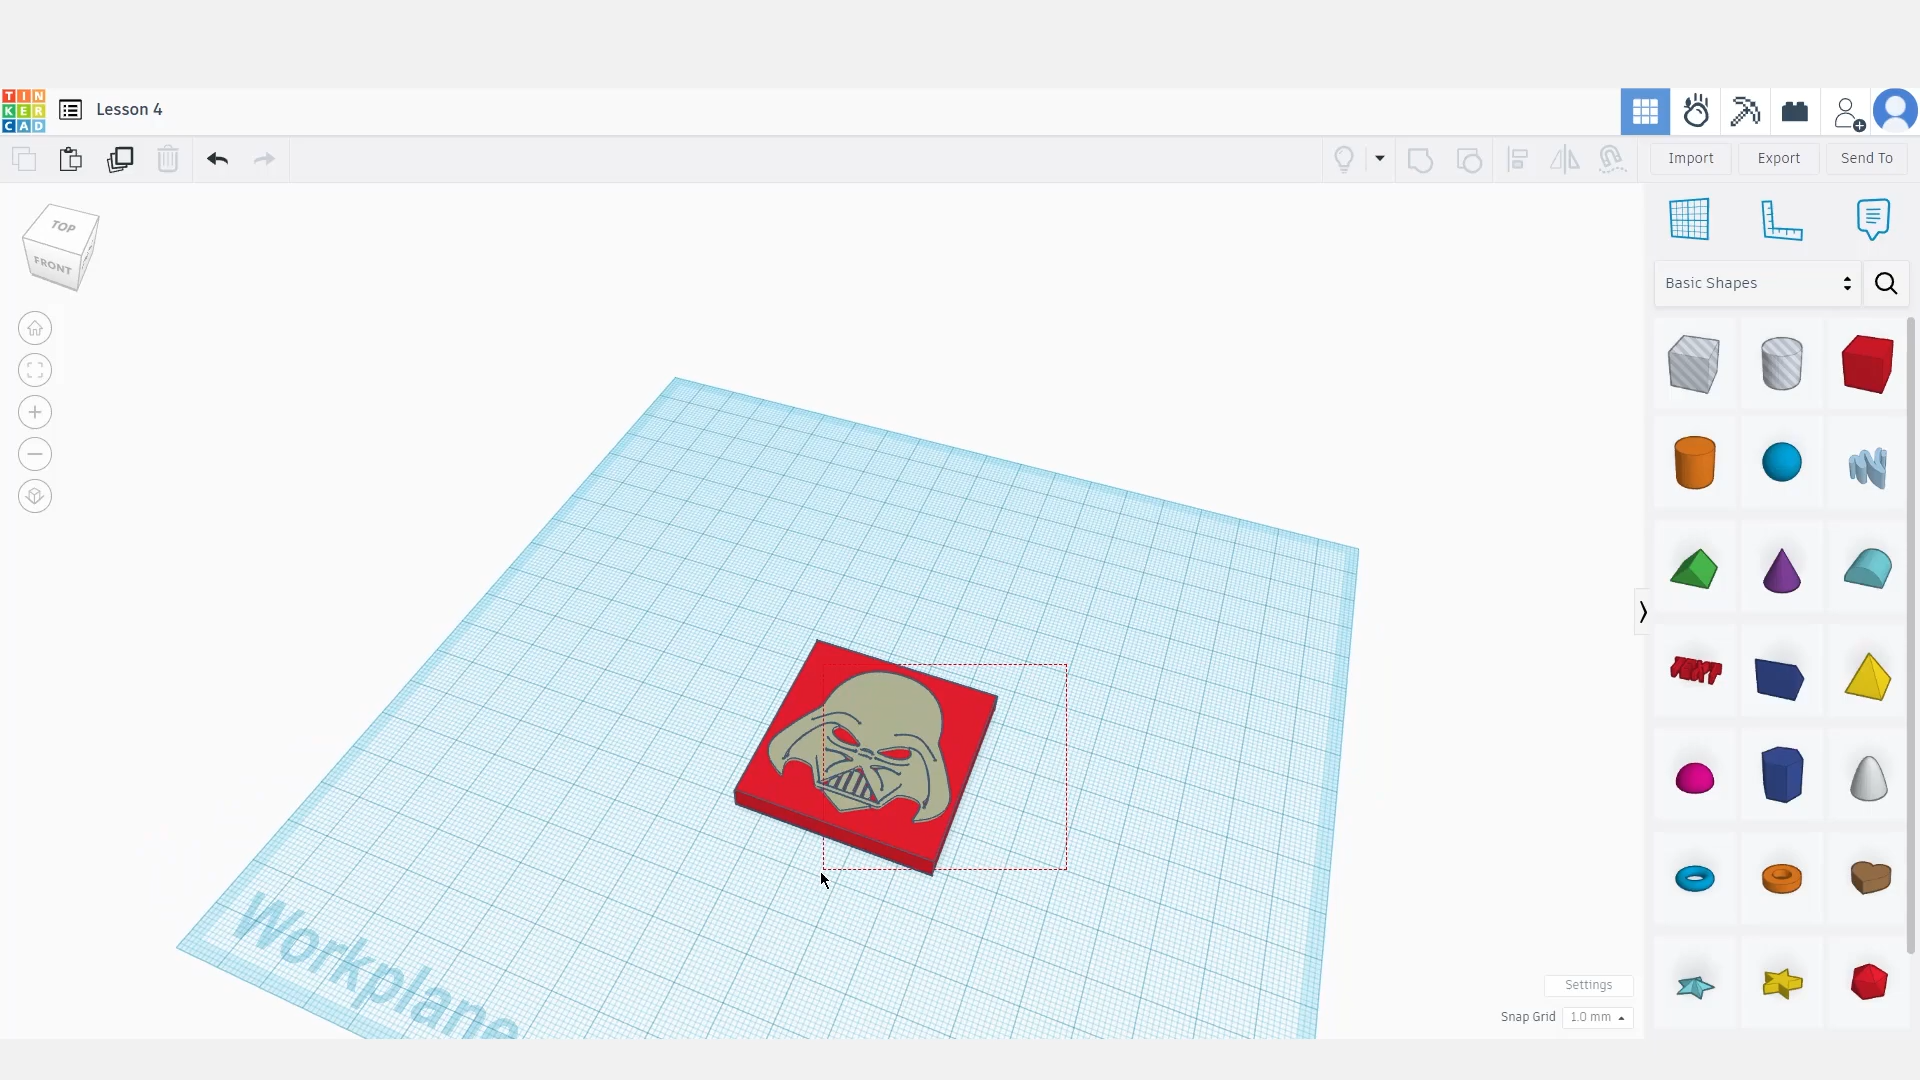 TIN
KER
CAD
Lesson 4
Import
Export
Send To
TOP
FRONT
Basic Shapes
TEXT
Workplane
Settings
Snap Grid
1.0 mm